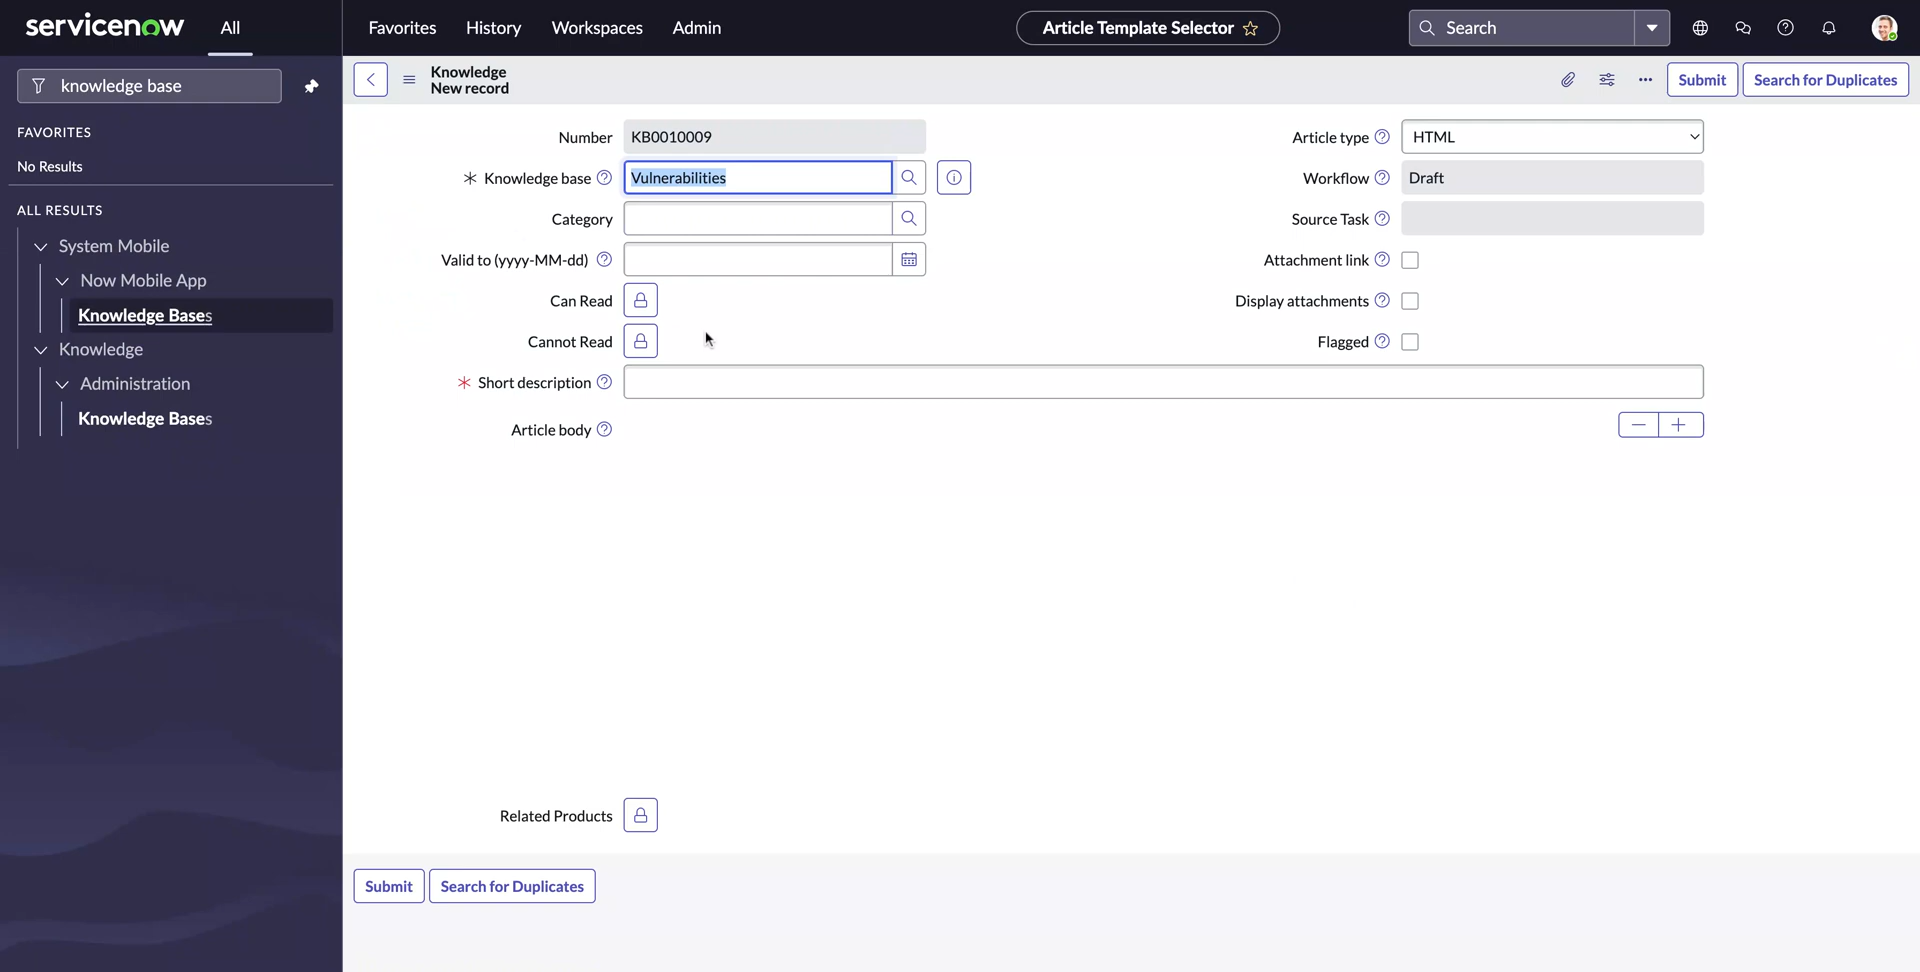 servicenow
All
Favorites
History
Workspaces
Admin
Article Template Selector
Search
knowledge base
FAVORITES
No Results
ALL RESULTS
System Mobile
Now Mobile App
Knowledge Bases
Knowledge
Administration
Knowledge Bases
Knowledge
New record
Submit
Search for Duplicates
Number
KB0010009
Knowledge base
Vulnerabilities
Category
Valid to (yyyy-MM-dd)
Can Read
Cannot Read
Short description
Article body
Article type
HTML
Workflow
Draft
Source Task
Attachment link
Display attachments
Flagged
Related Products
Submit
Search for Duplicates